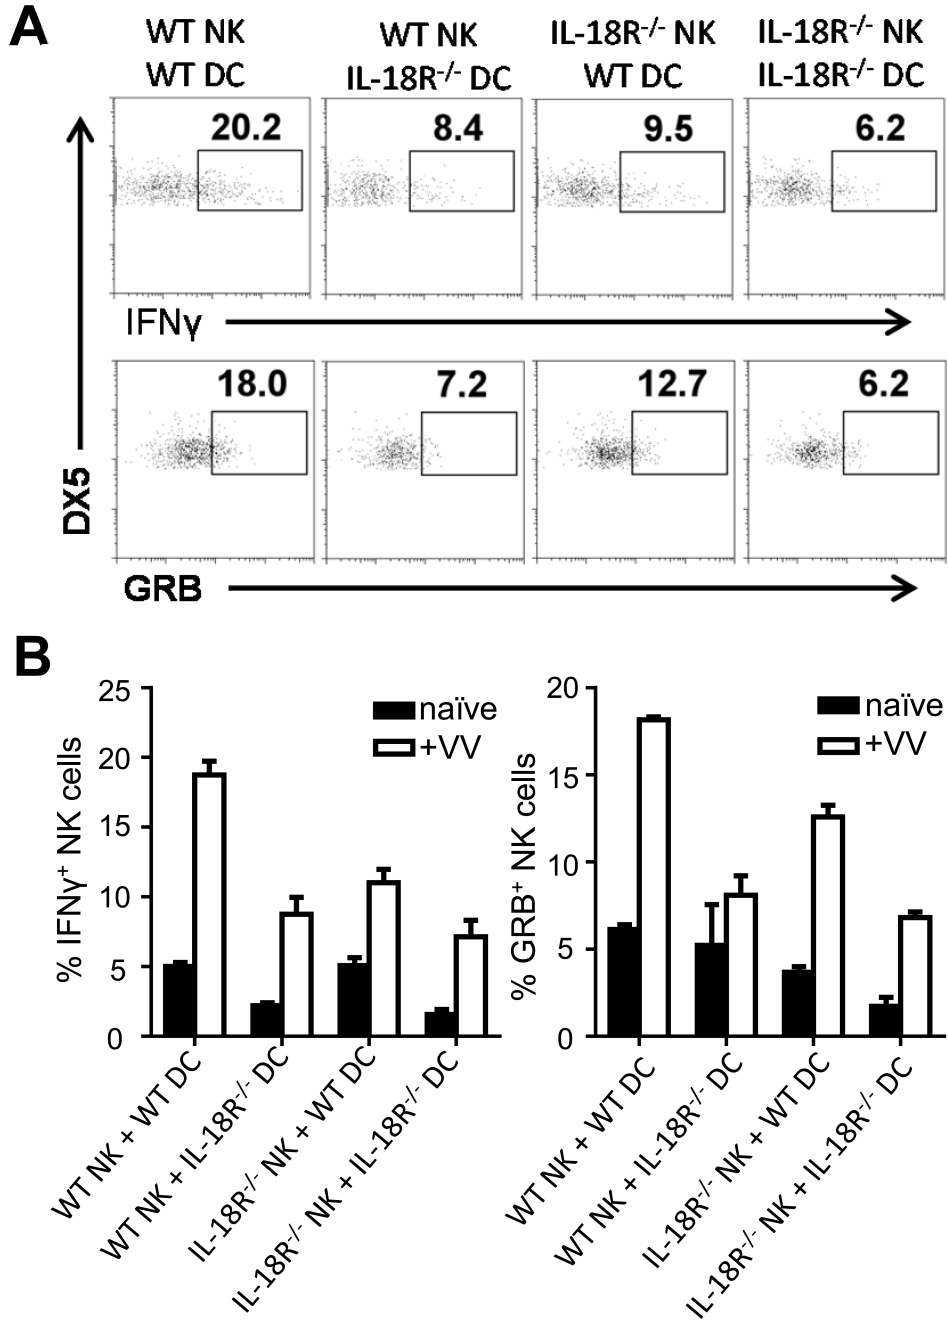 A
WT NK
WT DC
WT NK
IL-18R-/- DC
IL-18R-/- NK
WT DC
IL-18R-/- NK
IL-18R-/- DC
20.2
8.4
9.5
6.2
IFNγ
18.0
7.2
12.7
6.2
DX5
GRB
B
25
20
15
10
5
0
% IFNγ+ NK cells
naïve
+VV
WT NK + WT DC
WT NK + IL-18R-/- DC
IL-18R-/- NK + WT DC
IL-18R-/- NK + IL-18R-/- DC
20
15
10
5
0
% GRB+ NK cells
naïve
+VV
WT NK + WT DC
WT NK + IL-18R-/- DC
IL-18R-/- NK + WT DC
IL-18R-/- NK + IL-18R-/- DC